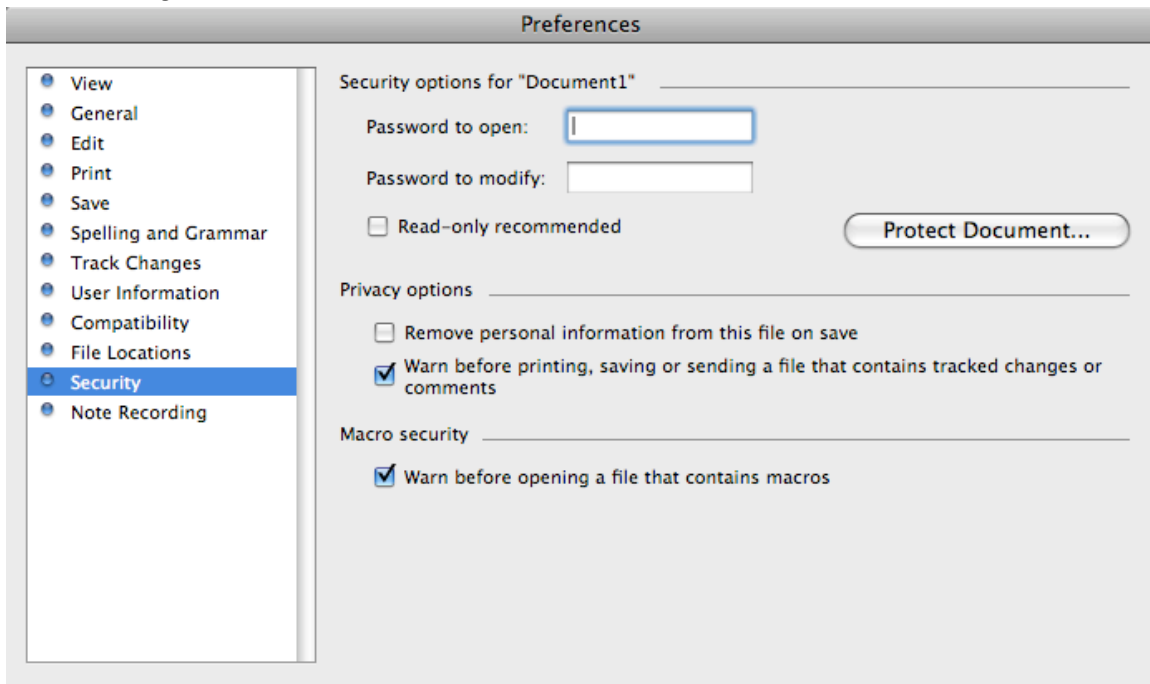 Preferences
View
General
Edit
Print
Save
Spelling and Grammar
Track Changes
User Information
Compatibility
File Locations
Security
Note Recording
Security options for "Document1"
Password to open:
Password to modify:
Read-only recommended
Protect Document...
Privacy options
Remove personal information from this file on save
Warn before printing, saving or sending a file that contains tracked changes or
comments
Macro security
Warn before opening a file that contains macros